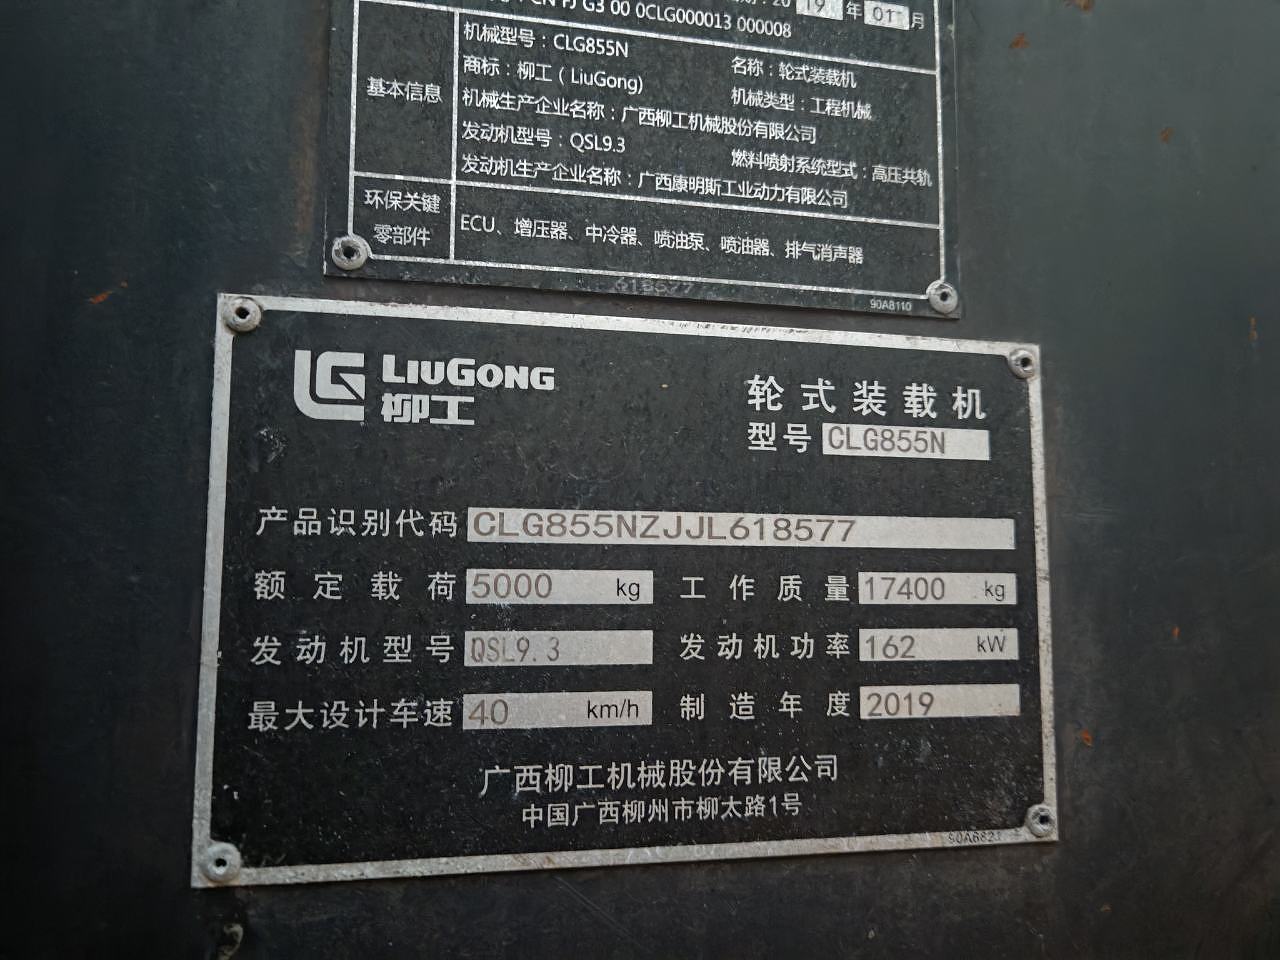 G3 00 0CLG000013 000008
19 年 01 月
基本信息
机械型号：CLG855N
名称：轮式装载机
商标：柳工（LiuGong)
机械类型：工程机械
机械生产企业名称：广西柳工机械股份有限公司
发动机型号：QSL9.3
燃料喷射系统型式：高压共轨
发动机生产企业名称：广西康明斯工业动力有限公司
环保关键
零部件
ECU、增压器、中冷器、喷油泵、喷油器、排气消声器
618577
90A8110
LIUGONG
柳工
轮式装载机
型号 CLG855N
产品识别代码 CLG855NZJJL618577
额定载荷 5000 kg 工作质量 17400 kg
发动机型号 QSL9.3 发动机功率 162 kW
最大设计车速 40 km/h 制造年度 2019
广西柳工机械股份有限公司
中国广西柳州市柳太路1号